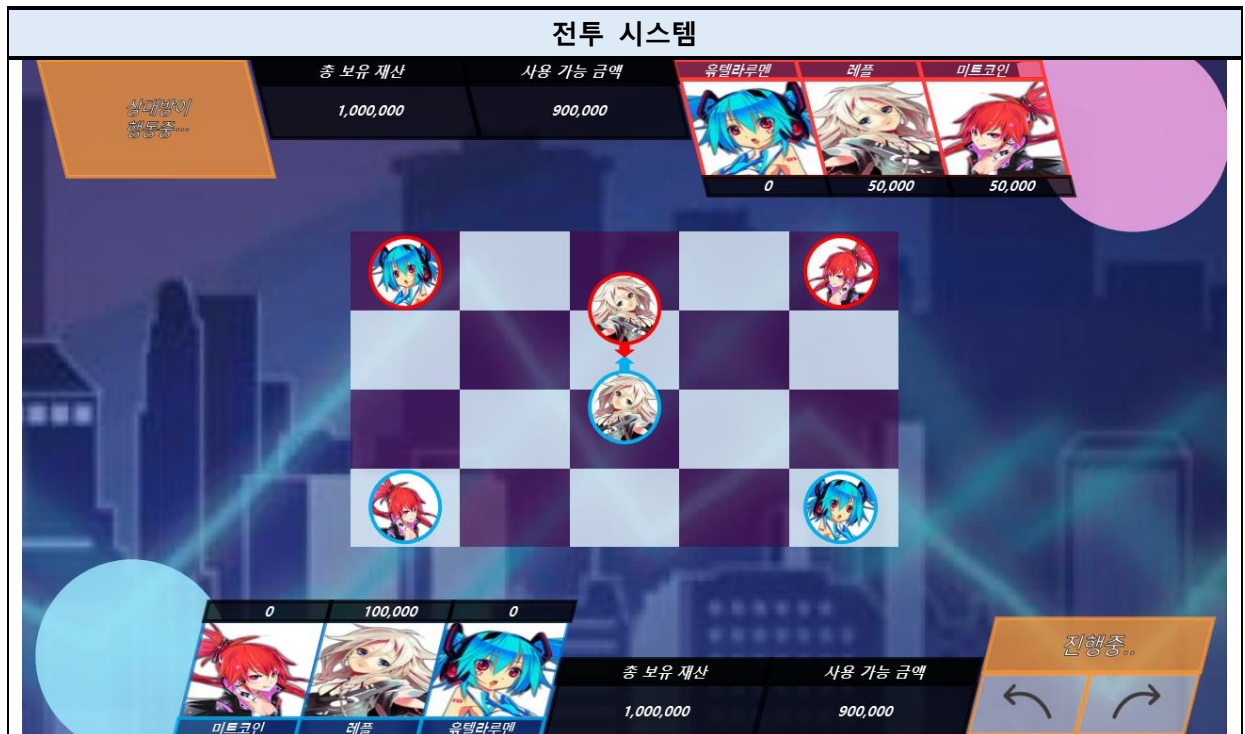 전투 시스템
상대방이
행동중...
총 보유 재산
사용 가능 금액
1,000,000
900,000
윾텔라루멘
레플
미트코인
0
50,000
50,000
0
100,000
0
미트코인
레플
윾텔라루멘
총 보유 재산
사용 가능 금액
1,000,000
900,000
진행중..